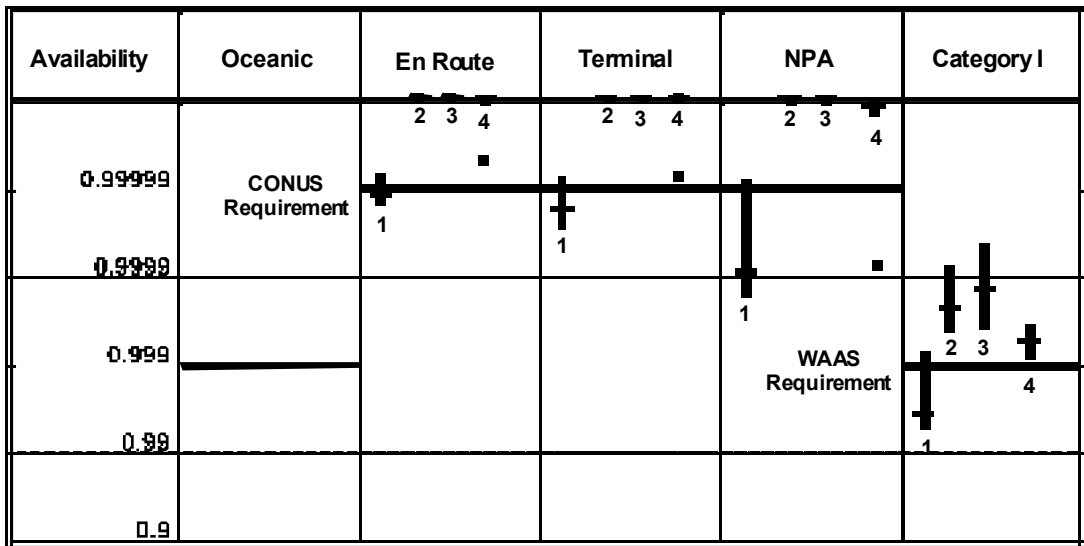 Availability Oceanic En Route Terminal NPA Category I
2 3 4 2 3 4 2 3 4
0.99999 CONUS
Requirement
1 1 1
0.9999
2 3
0.999 WAAS
Requirement
4
1
0.99
0.9